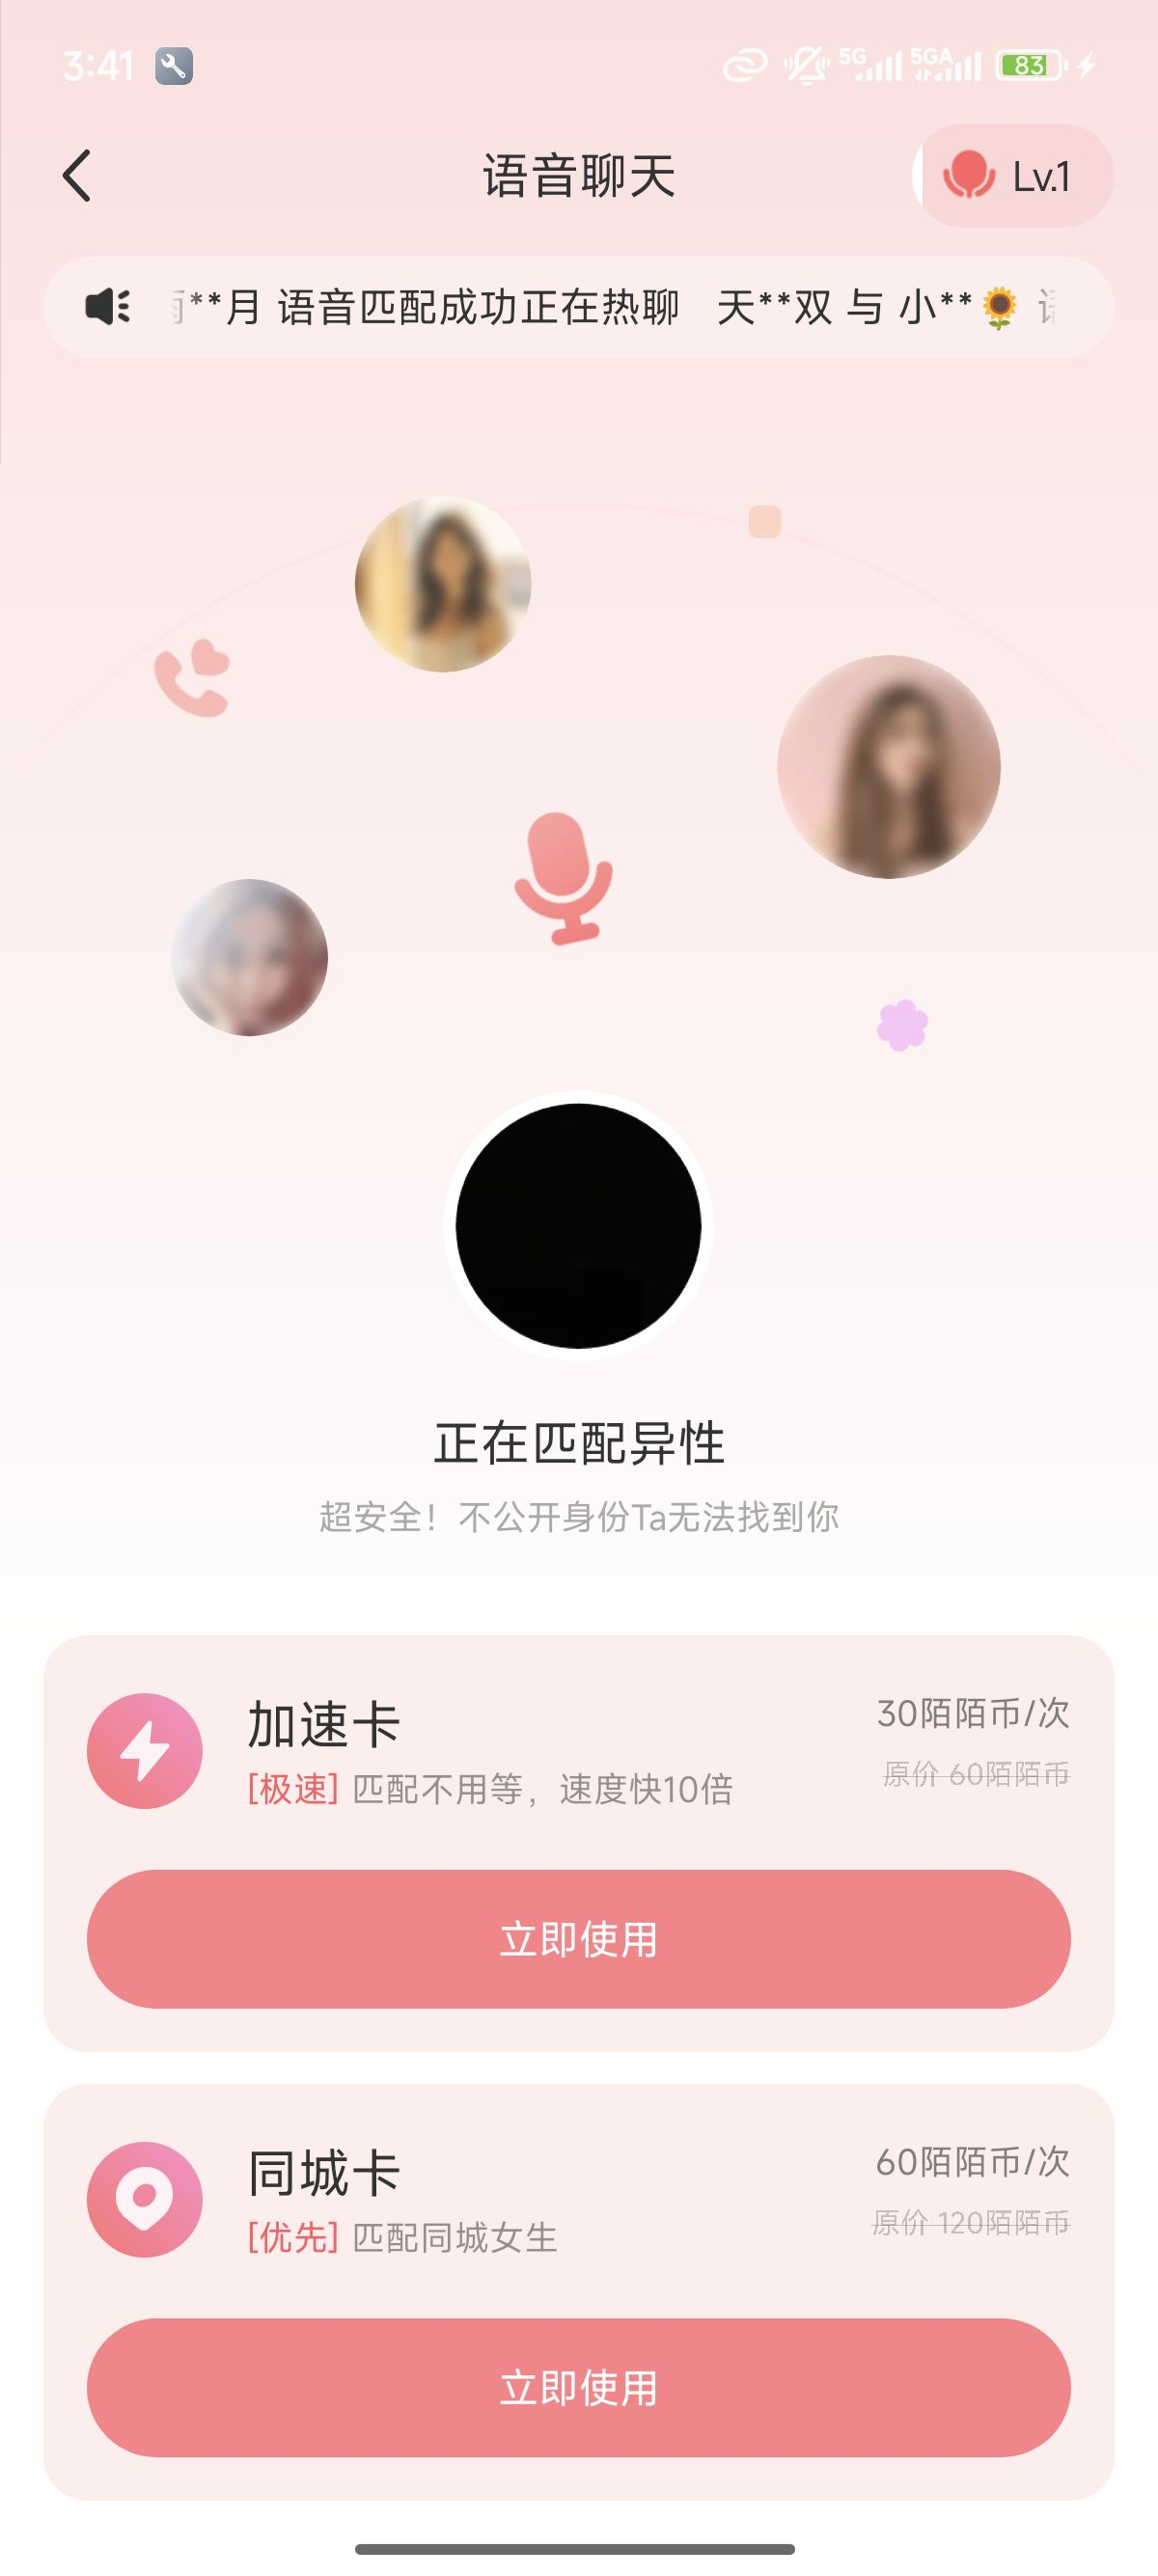 3:41
5G 5GA 83
语音聊天
Lv.1
**月 语音匹配成功正在热聊 天**双 与 小**🌻
正在匹配异性
超安全！不公开身份Ta无法找到你
加速卡
30陌陌币/次
[极速] 匹配不用等，速度快10倍
原价 60陌陌币
立即使用
同城卡
60陌陌币/次
[优先] 匹配同城女生
原价 120陌陌币
立即使用